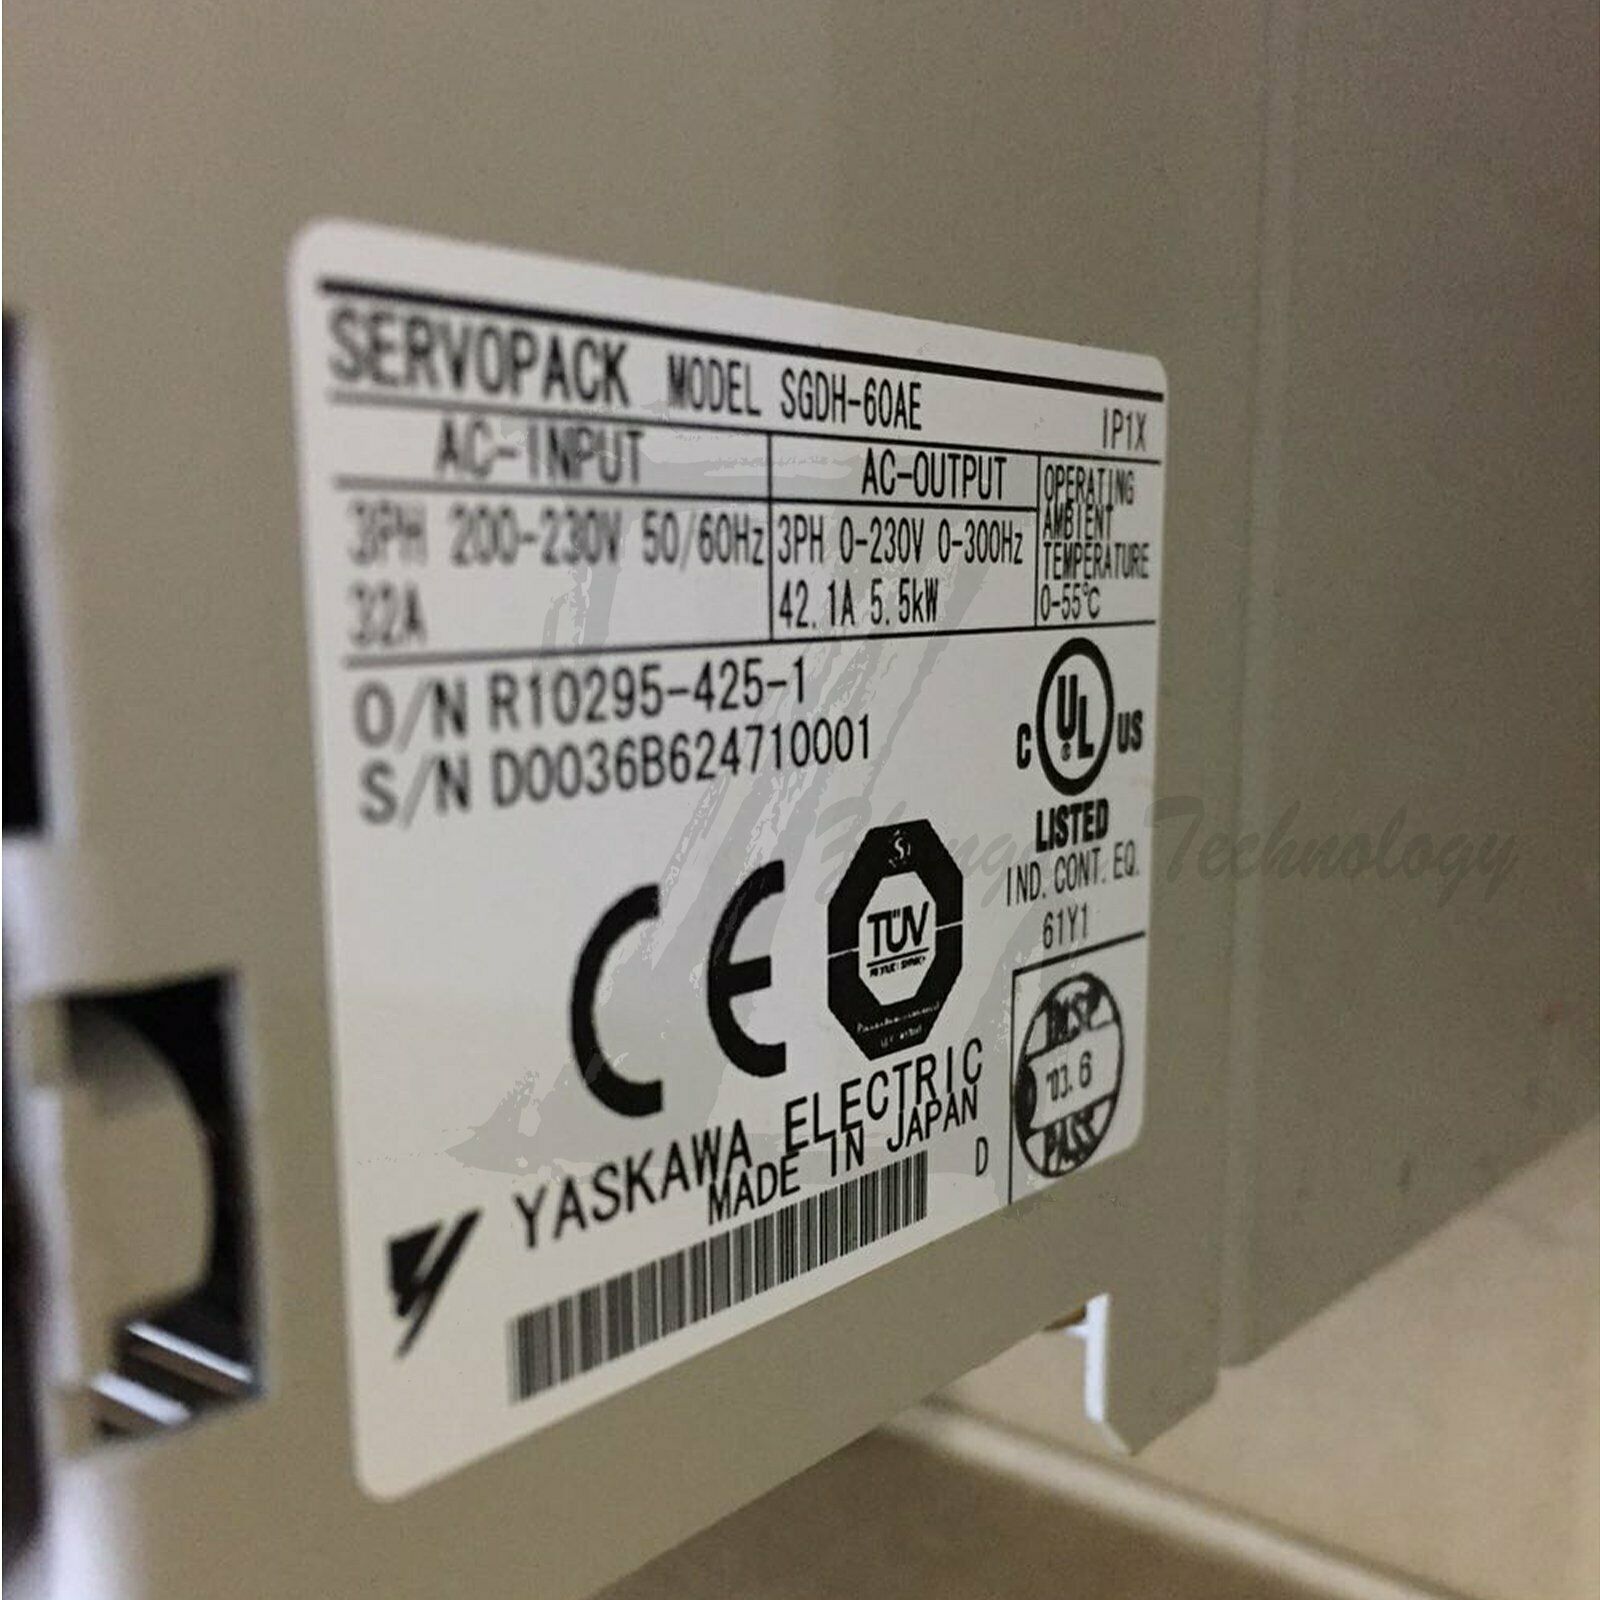 SERVOPACK MODEL SGDH-60AE IP1X
AC-INPUT
3PH 200-230V 50/60Hz
32A
AC-OUTPUT
3PH 0-230V 0-300Hz
42.1A 5.5kW
OPERATING
AMBIENT
TEMPERATURE
0-55℃
O/N R10295-425-1
S/N D0036B624710001
C UL US
LISTED
IND. CONT. EQ.
61Y1
CE
TÜV
'03.6
PASS
YASKAWA ELECTRIC
MADE IN JAPAN
D
Technology